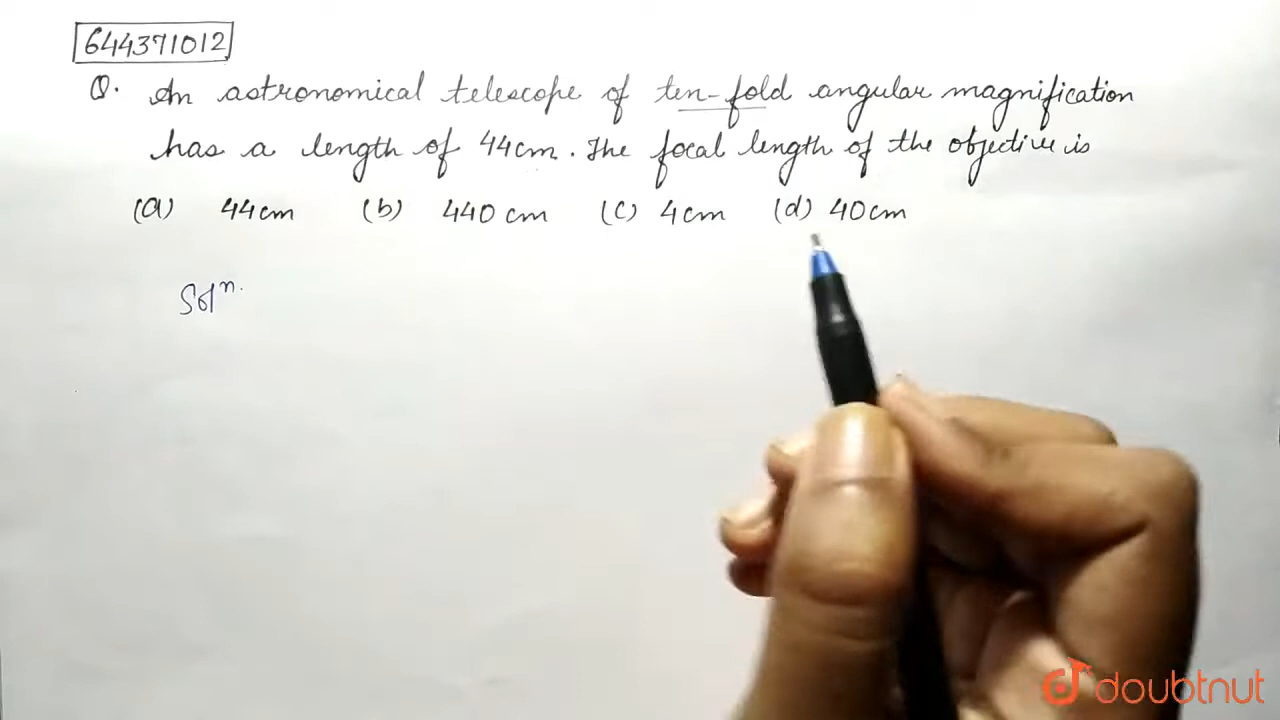 644371012
Q. An astronomical telescope of ten-fold angular magnification
has a length of 44cm. The focal length of the objective is
(a) 44cm (b) 440 cm (c) 4cm (d) 40cm
Solⁿ.
doubtnut